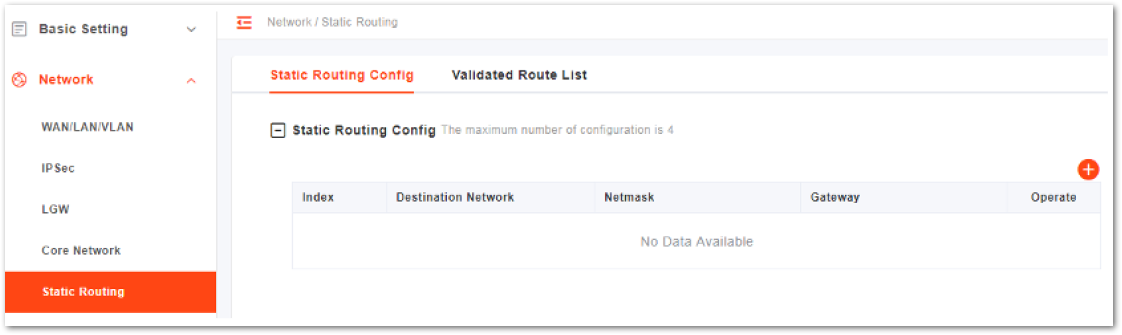 Basic Setting
Network
WAN/LAN/VLAN
IPSec
LGW
Core Network
Static Routing
Network / Static Routing
Static Routing Config Validated Route List
Static Routing Config The maximum number of configuration is 4
Index Destination Network Netmask Gateway Operate
No Data Available